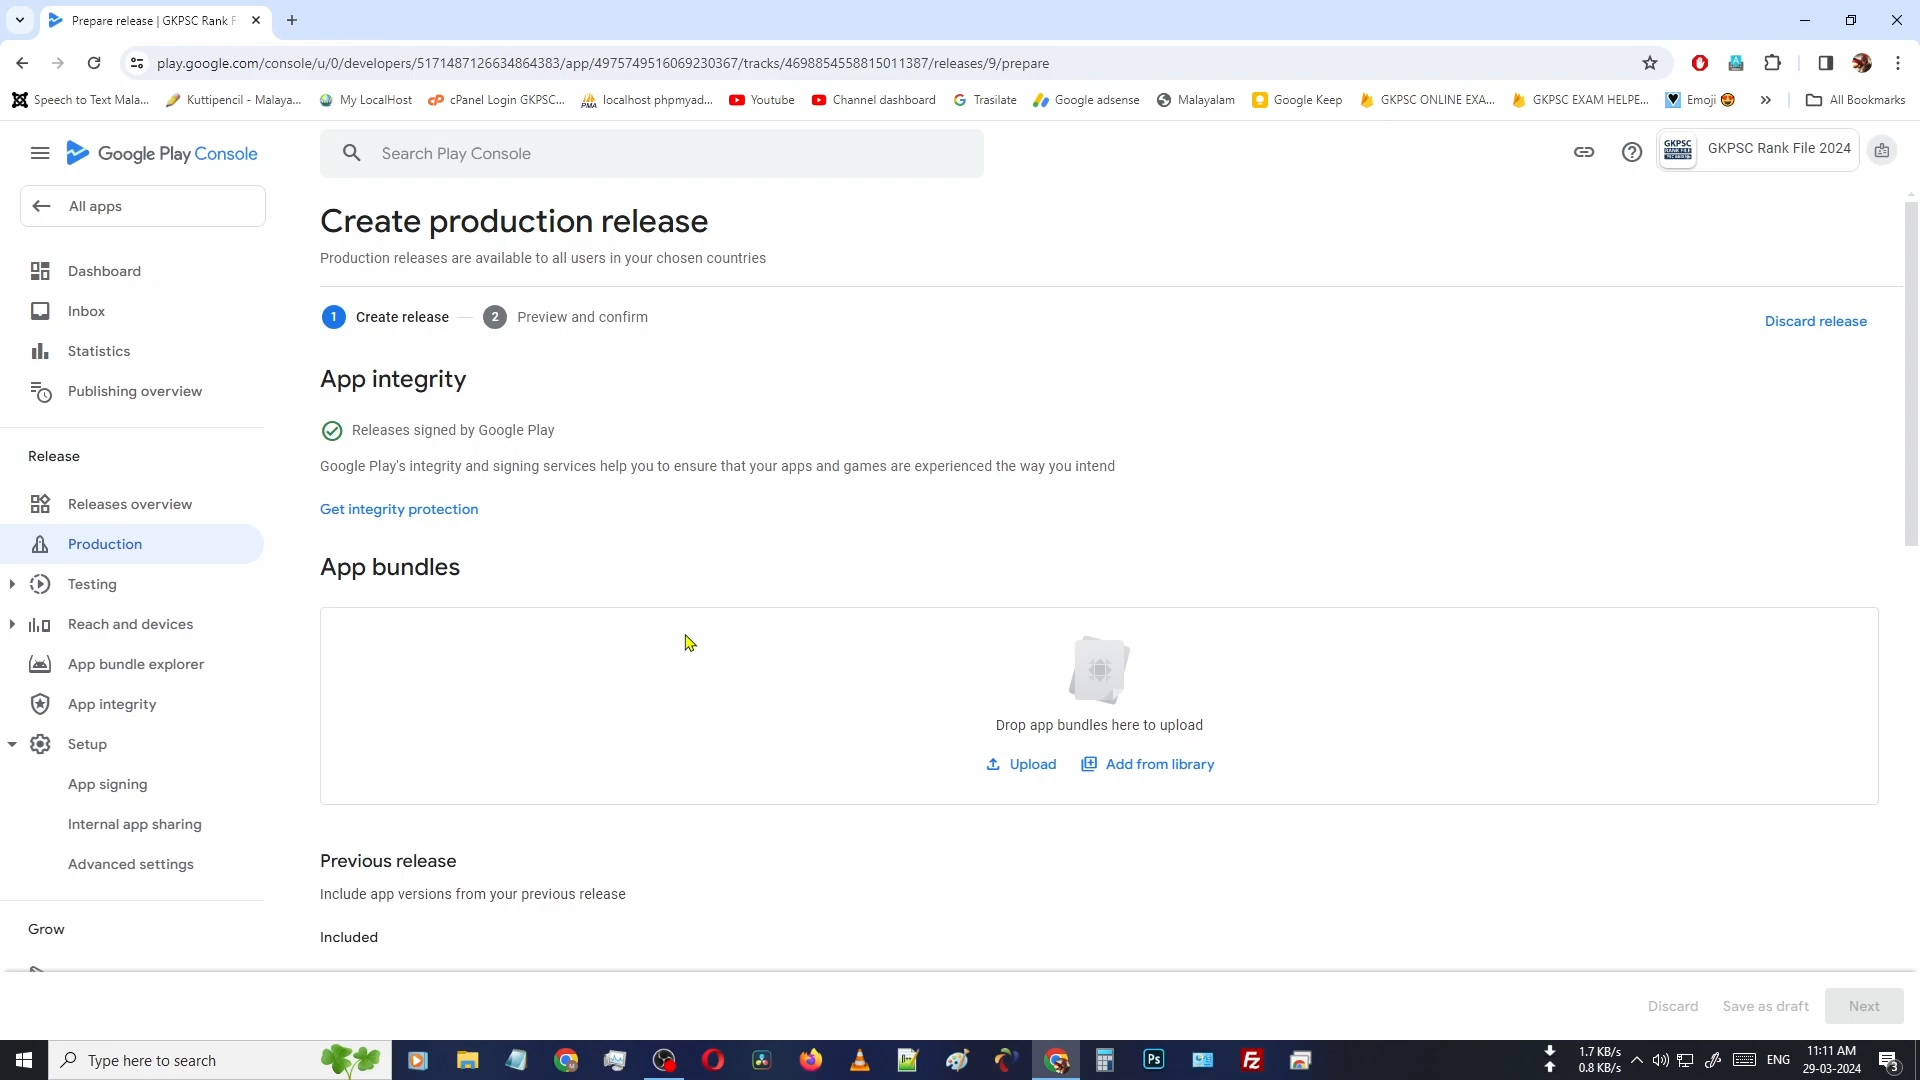 Prepare release | GKPSC Rank F
play.google.com/console/u/0/developers/5171487126634864383/app/4975749516069230367/tracks/4698854558815011387/releases/9/prepare
Speech to Text Mala...
Kuttipencil - Malaya...
My LocalHost
cP
cPanel Login GKPSC...
PMA
localhost phpmyad...
Youtube
Channel dashboard
Trasilate
Google adsense
Malayalam
Google Keep
GKPSC ONLINE EXA...
GKPSC EXAM HELPE...
Emoji 😍
All Bookmarks
Google Play Console
Search Play Console
GKPSC
GKPSC Rank File 2024
All apps
Dashboard
Inbox
Statistics
Publishing overview
Release
Releases overview
Production
Testing
Reach and devices
App bundle explorer
App integrity
Setup
App signing
Internal app sharing
Advanced settings
Grow
Create production release
Production releases are available to all users in your chosen countries
1 Create release
2 Preview and confirm
Discard release
App integrity
Releases signed by Google Play
Google Play's integrity and signing services help you to ensure that your apps and games are experienced the way you intend
Get integrity protection
App bundles
Drop app bundles here to upload
Upload
Add from library
Previous release
Include app versions from your previous release
Included
Discard
Save as draft
Next
Type here to search
Ps
Fz
1.7 KB/s
0.8 KB/s
ENG
11:11 AM
29-03-2024
3